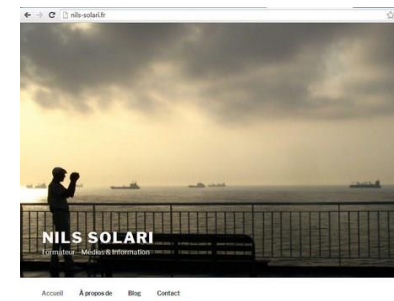 nils-solari.fr
NILS SOLARI
Formateur - Médias & Information
Accueil À propos de Blog Contact